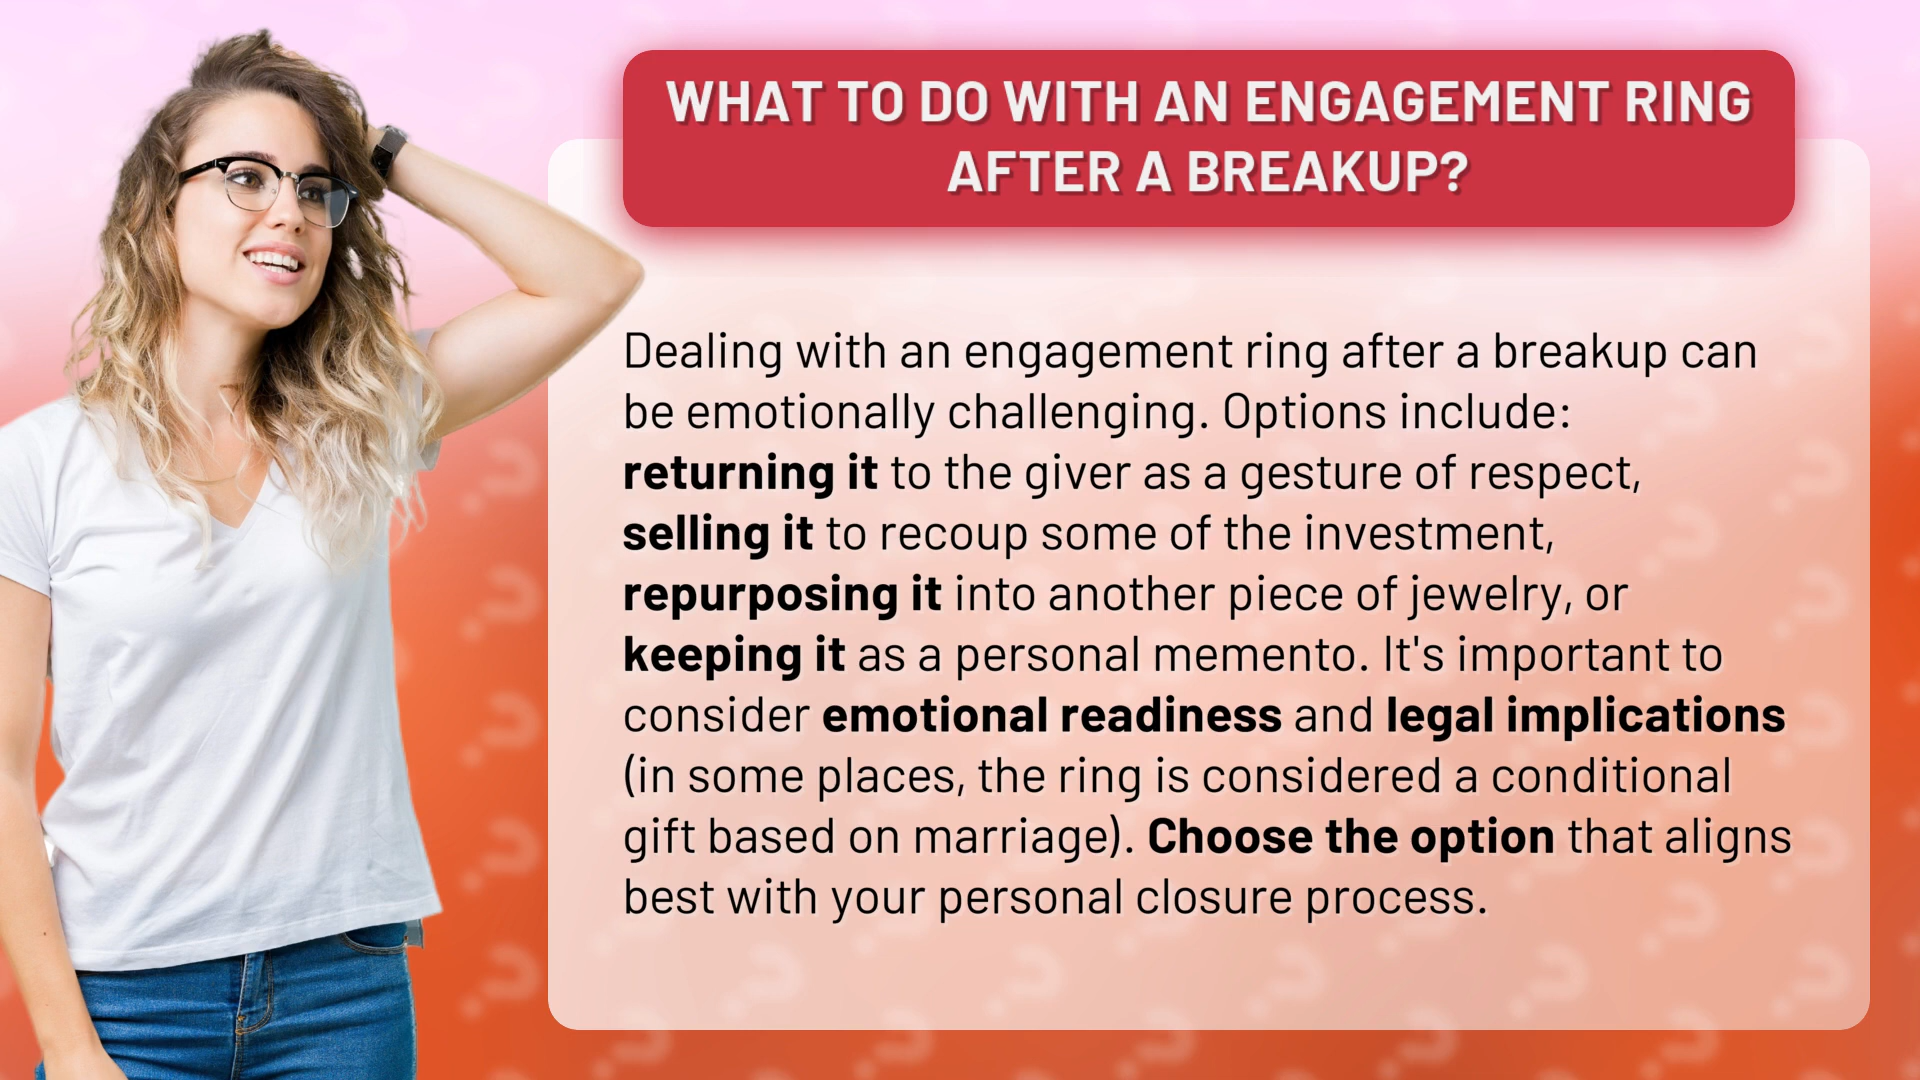 WHAT TO DO WITH AN ENGAGEMENT RING
AFTER A BREAKUP?
Dealing with an engagement ring after a breakup can
be emotionally challenging. Options include:
returning it to the giver as a gesture of respect,
selling it to recoup some of the investment,
repurposing it into another piece of jewelry, or
keeping it as a personal memento. It's important to
consider emotional readiness and legal implications
(in some places, the ring is considered a conditional
gift based on marriage). Choose the option that aligns
best with your personal closure process.